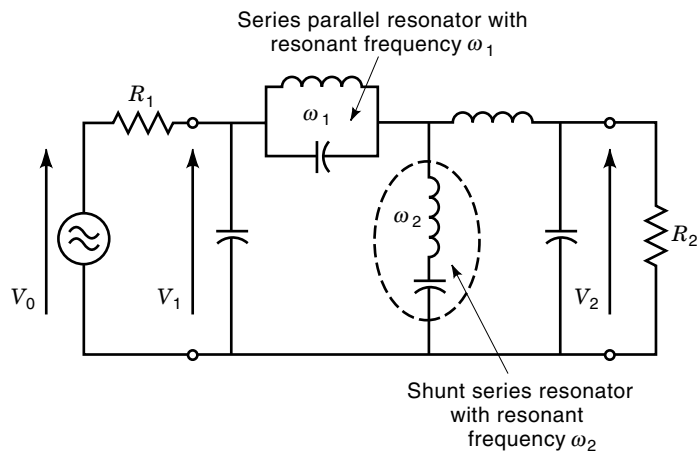 Series parallel resonator with
resonant frequency ω₁
R₁
ω₁
ω₂
R₂
V₀
V₁
V₂
Shunt series resonator
with resonant
frequency ω₂